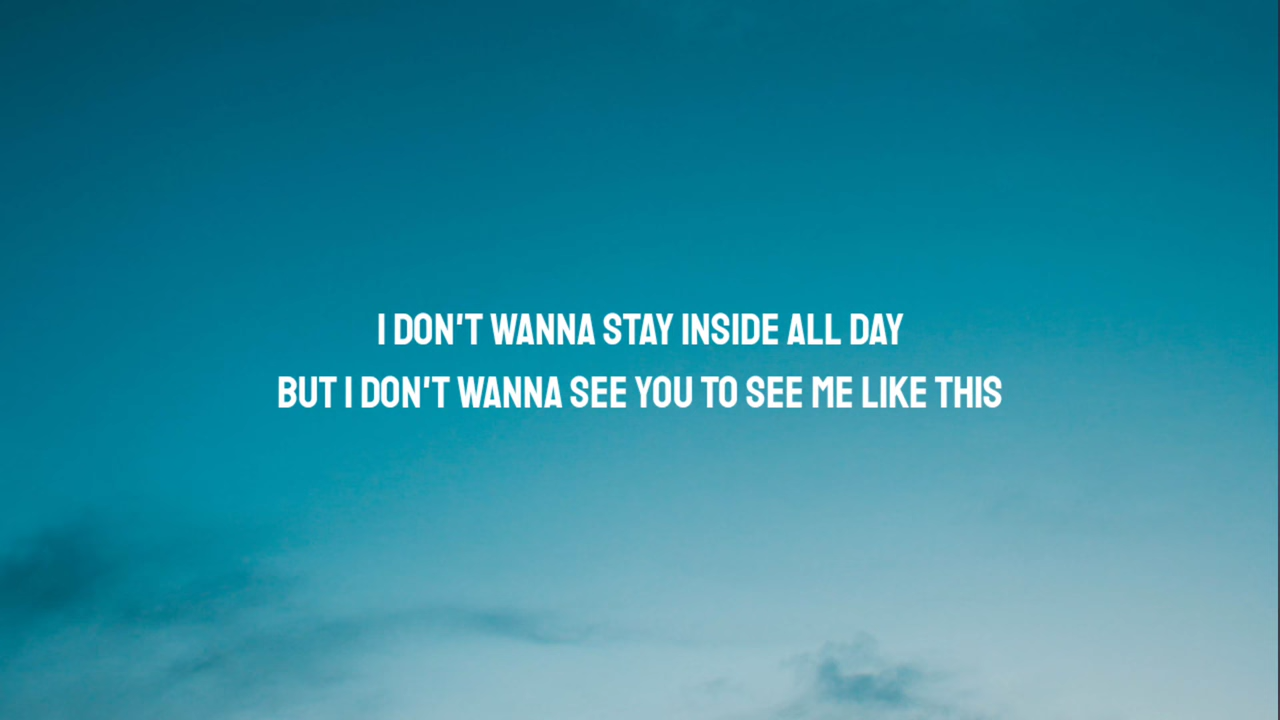 I DON'T WANNA STAY INSIDE ALL DAY
BUT I DON'T WANNA SEE YOU TO SEE ME LIKE THIS